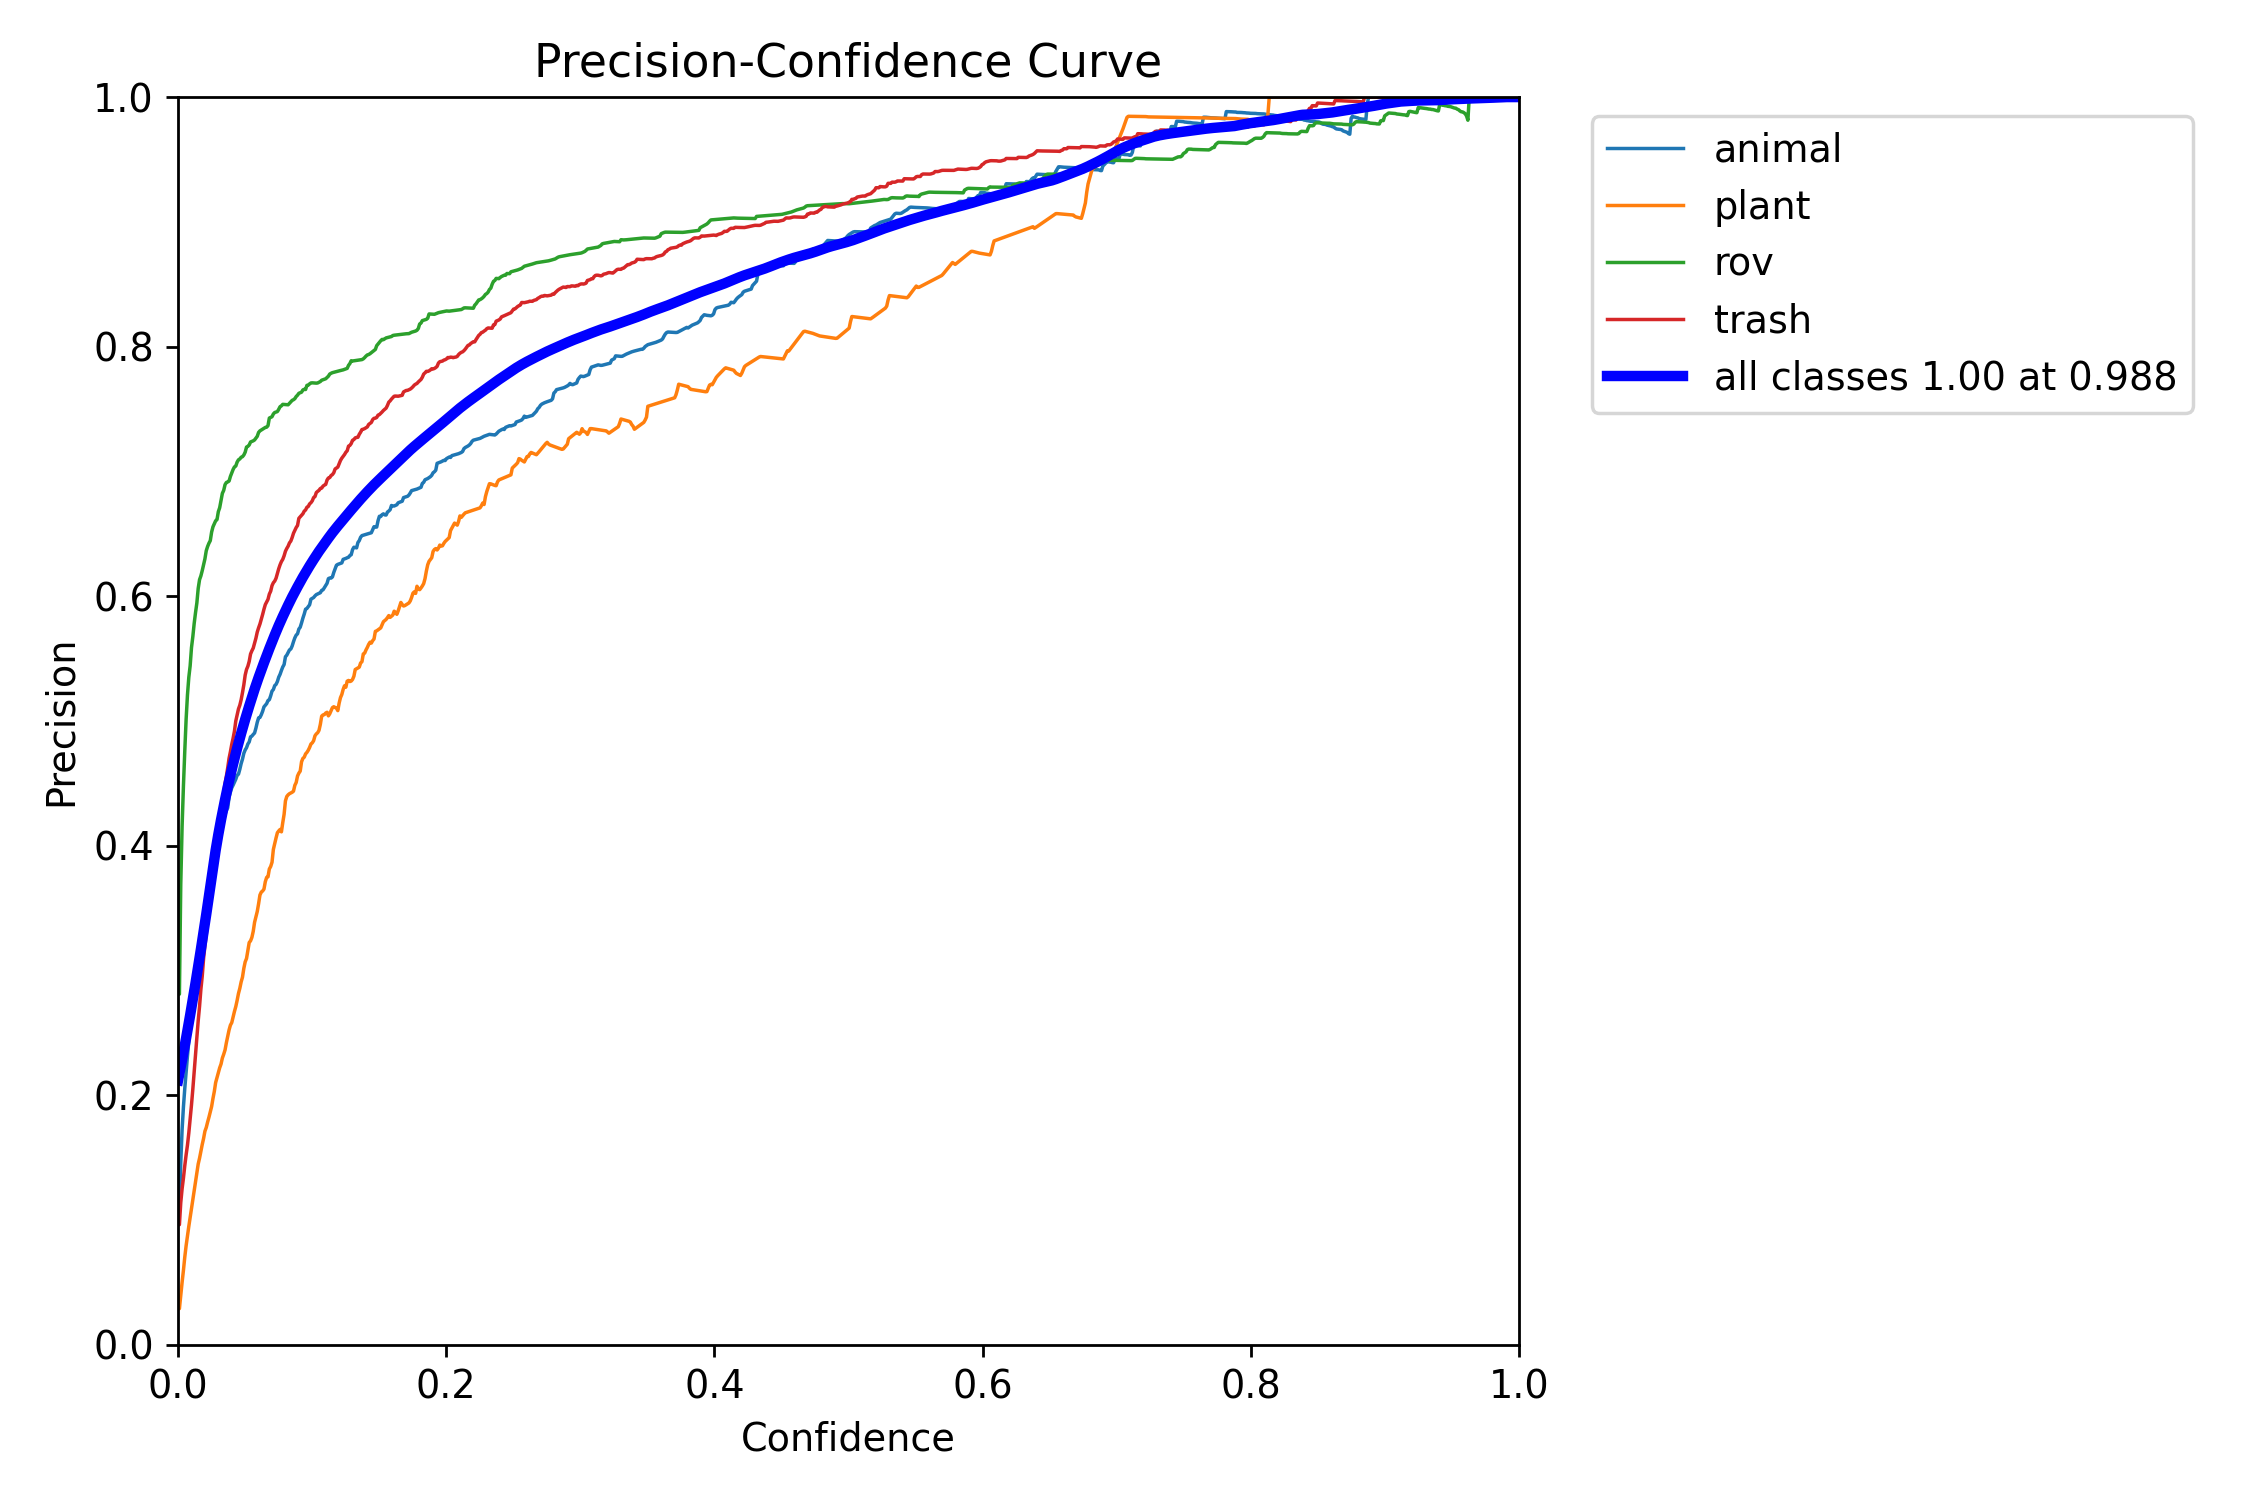 Precision-Confidence Curve
1.0
0.8
0.6
0.4
0.2
0.0
Precision
0.0 0.2 0.4 0.6 0.8 1.0
Confidence
animal
plant
rov
trash
all classes 1.00 at 0.988